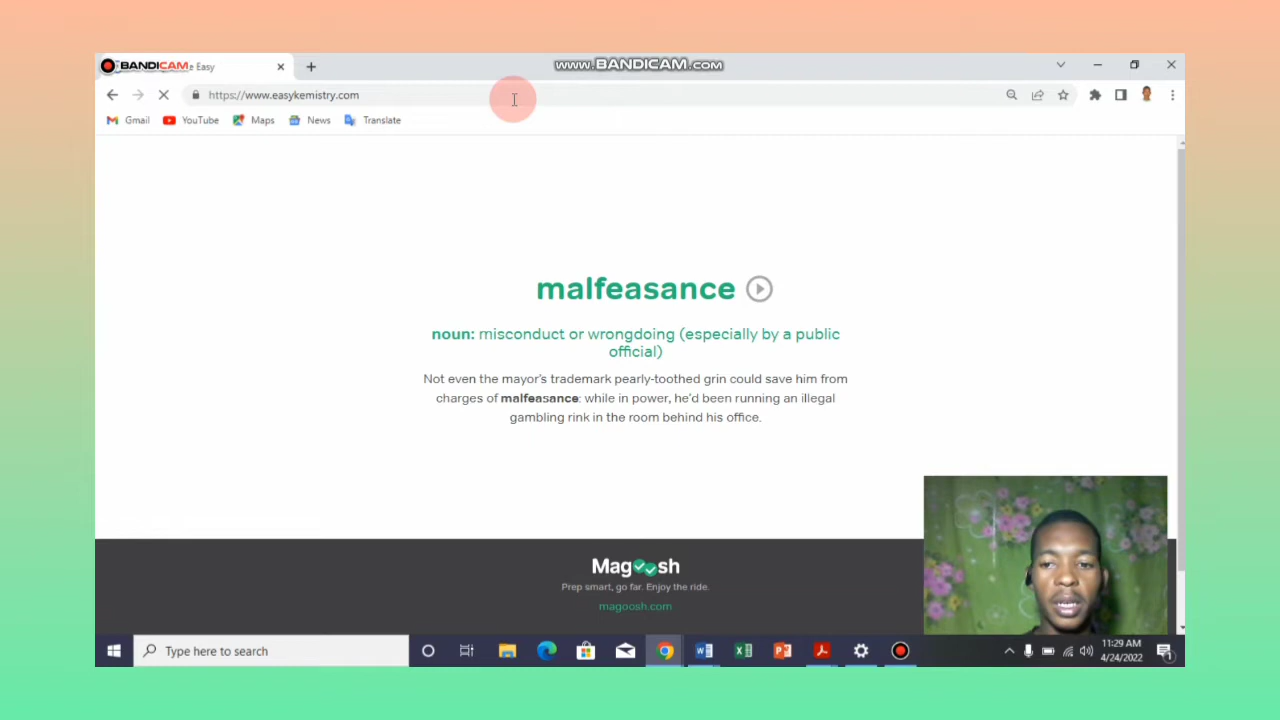 BANDICAM e Easy
www.BANDICAM.com
https://www.easykemistry.com
Gmail YouTube Maps News Translate
malfeasance
noun: misconduct or wrongdoing (especially by a public
official)
Not even the mayor's trademark pearly-toothed grin could save him from
charges of malfeasance: while in power, he'd been running an illegal
gambling rink in the room behind his office.
Magoosh
Prep smart, go far. Enjoy the ride.
magoosh.com
Type here to search
11:29 AM
4/24/2022
1